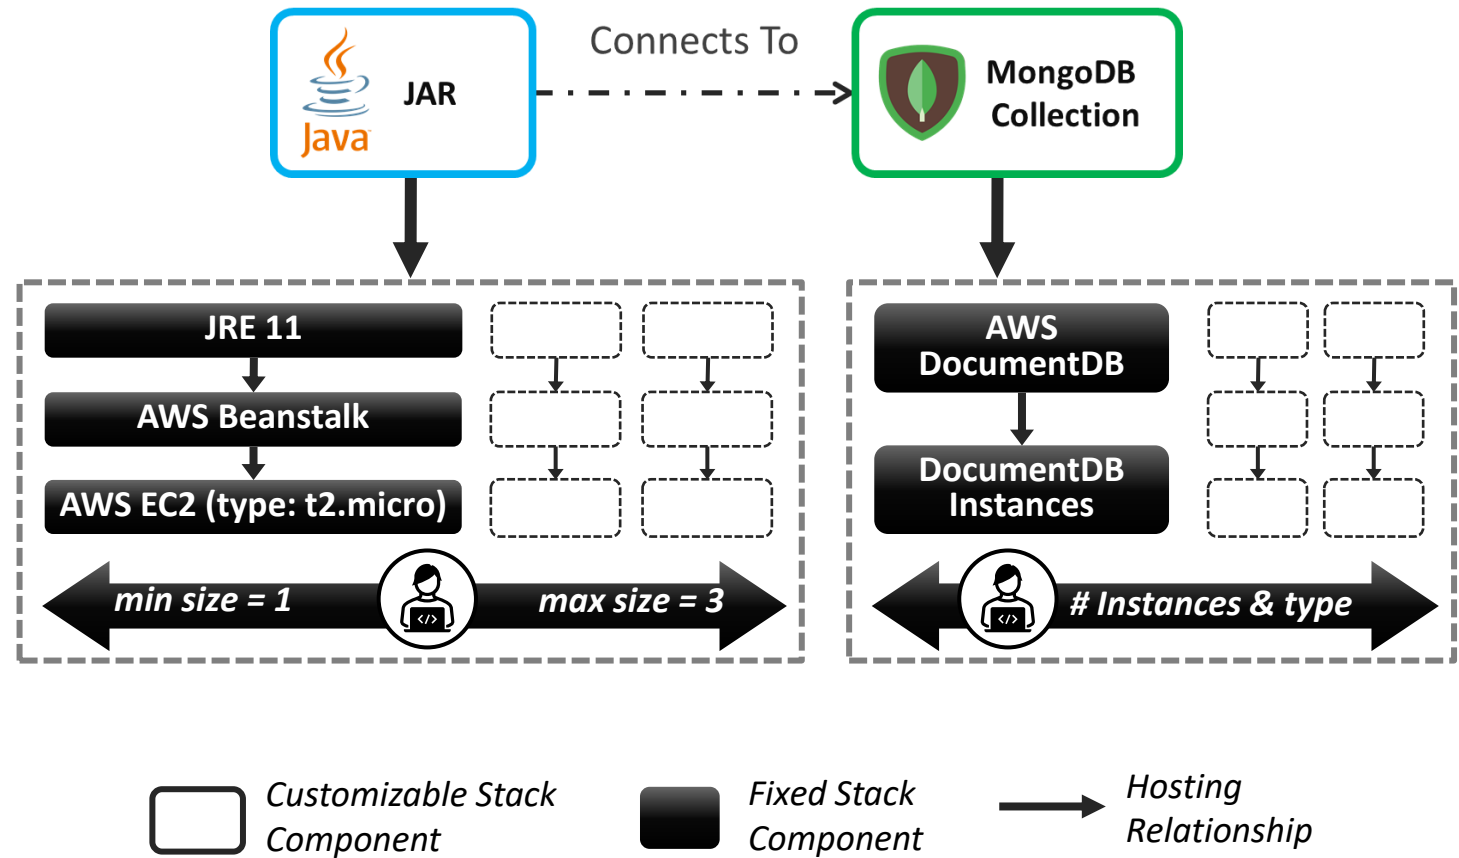 Connects To
Java
JAR
MongoDB
Collection
JRE 11
AWS Beanstalk
AWS EC2 (type: t2.micro)
min size = 1
</>
max size = 3
AWS
DocumentDB
DocumentDB
Instances
</>
# Instances & type
Customizable Stack
Component
Fixed Stack
Component
Hosting
Relationship